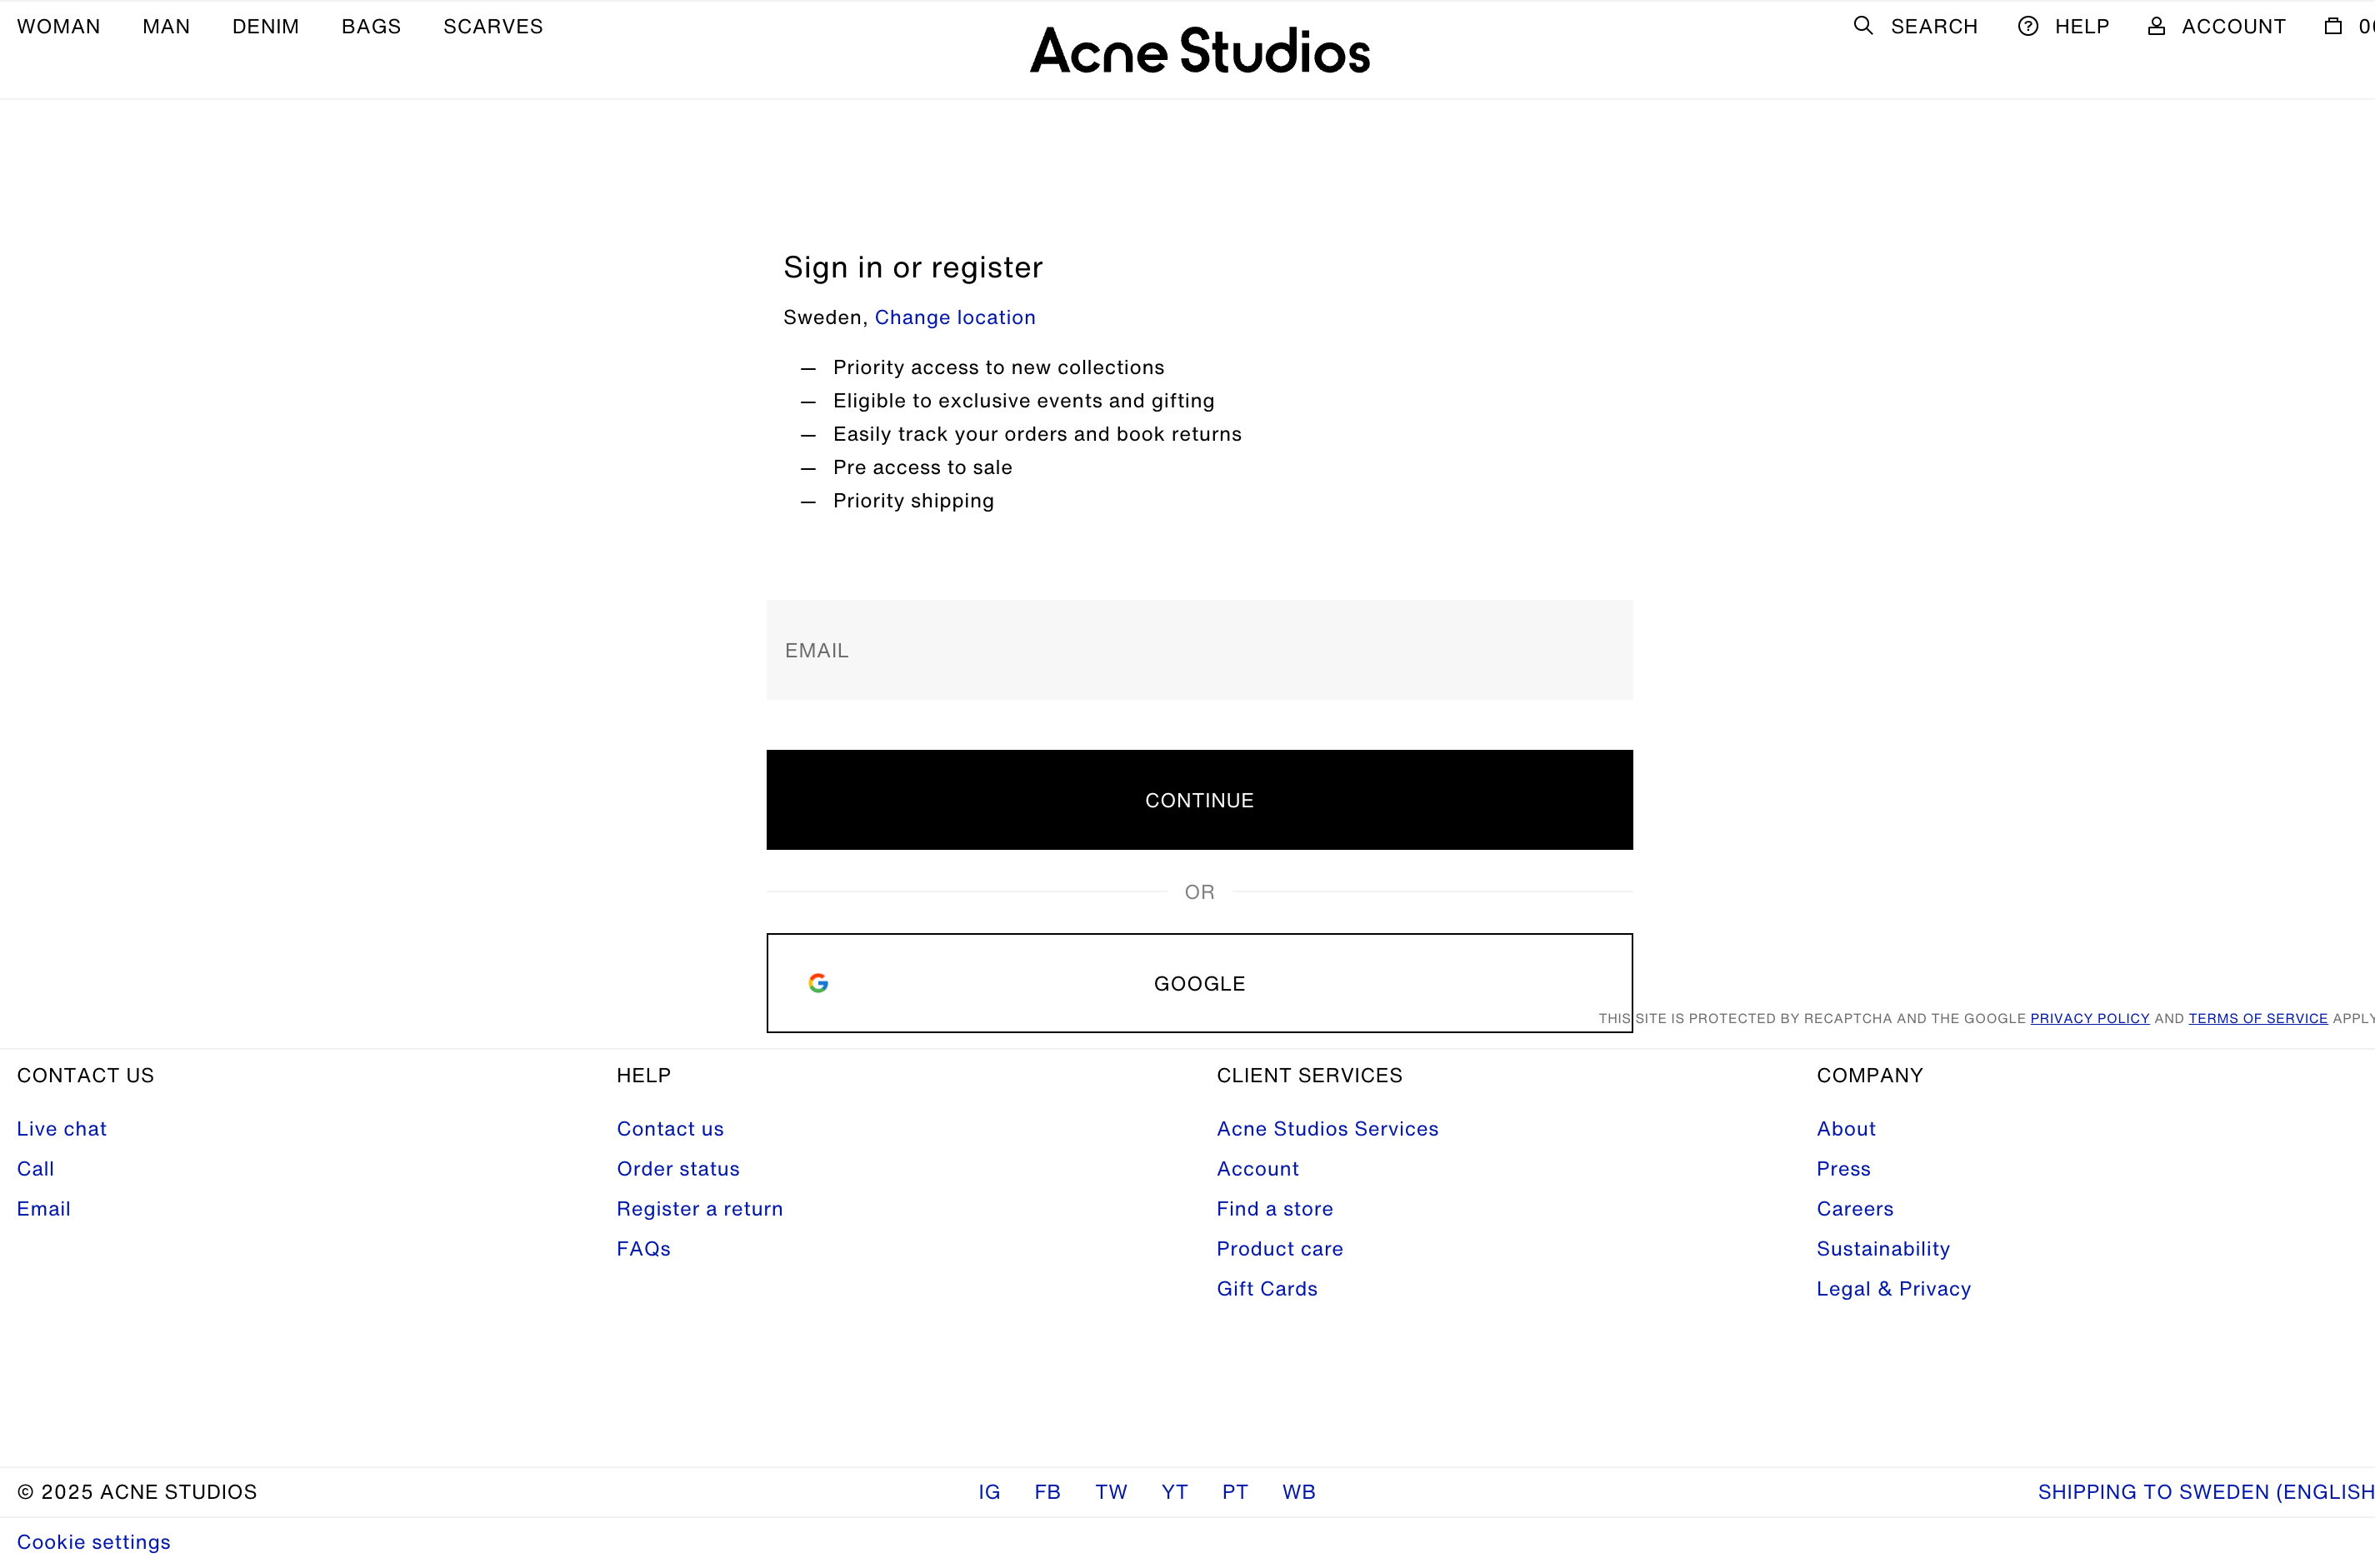 WOMAN MAN DENIM BAGS SCARVES
Acne Studios
SEARCH HELP ACCOUNT
Sign in or register
Sweden, Change location
— Priority access to new collections
— Eligible to exclusive events and gifting
— Easily track your orders and book returns
— Pre access to sale
— Priority shipping
EMAIL
CONTINUE
OR
GOOGLE
THIS SITE IS PROTECTED BY RECAPTCHA AND THE GOOGLE PRIVACY POLICY AND TERMS OF SERVICE APPLY
CONTACT US
Live chat
Call
Email
HELP
Contact us
Order status
Register a return
FAQs
CLIENT SERVICES
Acne Studios Services
Account
Find a store
Product care
Gift Cards
COMPANY
About
Press
Careers
Sustainability
Legal & Privacy
© 2025 ACNE STUDIOS
IG FB TW YT PT WB
SHIPPING TO SWEDEN (ENGLISH
Cookie settings